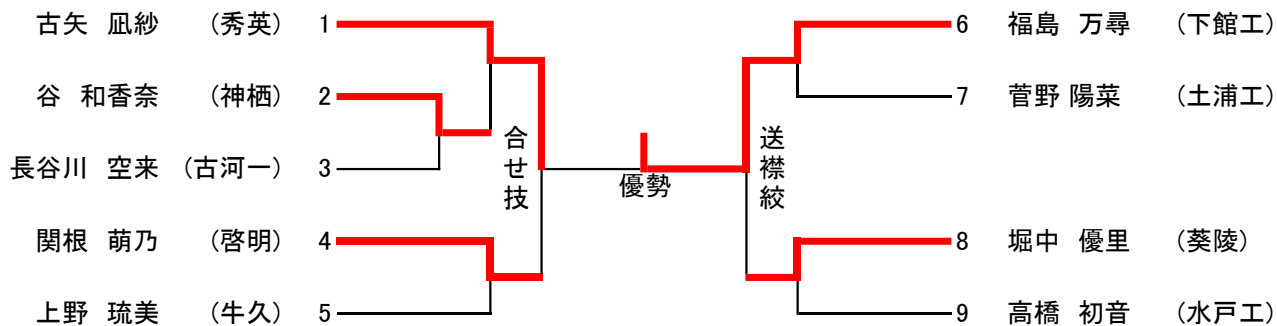 古矢 凪紗 (秀英) 1
谷 和香奈 (神栖) 2
長谷川 空来 (古河一) 3
関根 萌乃 (啓明) 4
上野 琉美 (牛久) 5
合せ技
優勢
送襟絞
6 福島 万尋 (下館工)
7 菅野 陽菜 (土浦工)
8 堀中 優里 (葵陵)
9 高橋 初音 (水戸工)